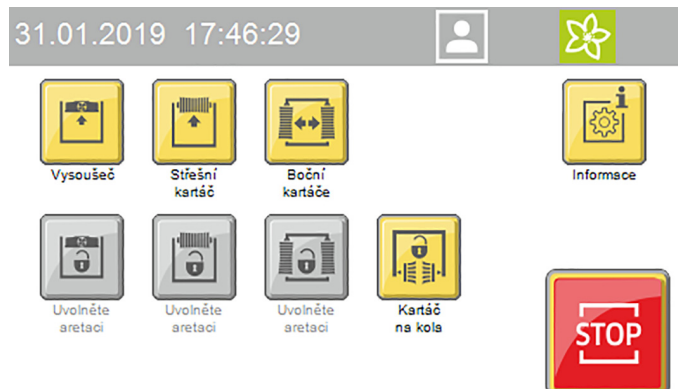 31.01.2019 17:46:29
Vysoušeč
Střešní
kartáč
Boční
kartáče
Informace
Uvolněte
aretaci
Uvolněte
aretaci
Uvolněte
aretaci
Kartáč
na kola
STOP